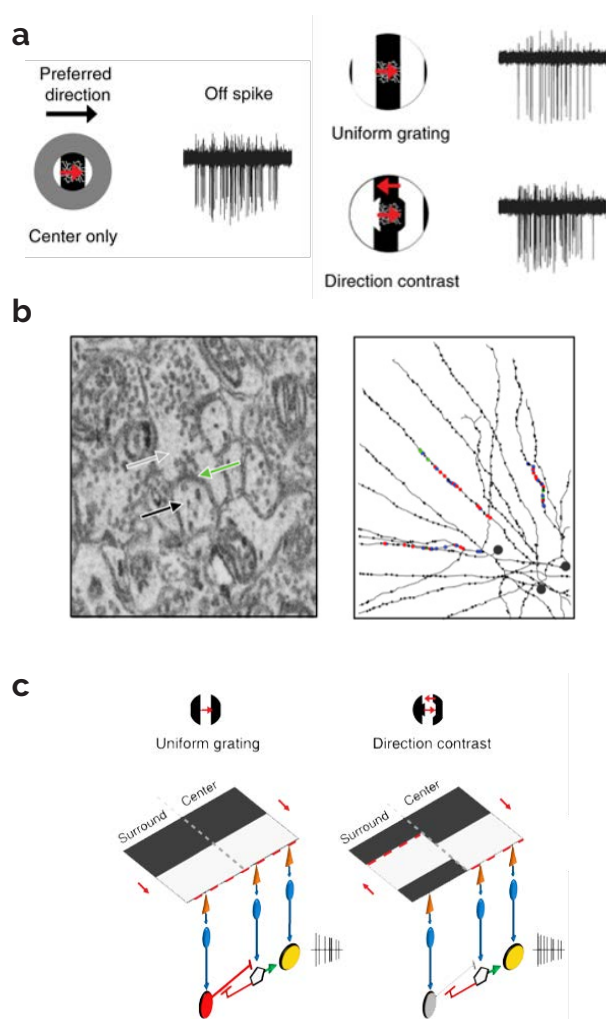 a
Preferred
direction
Off spike
Center only
Uniform grating
Direction contrast
b
c
Uniform grating
Direction contrast
Surround
Center
Surround
Center